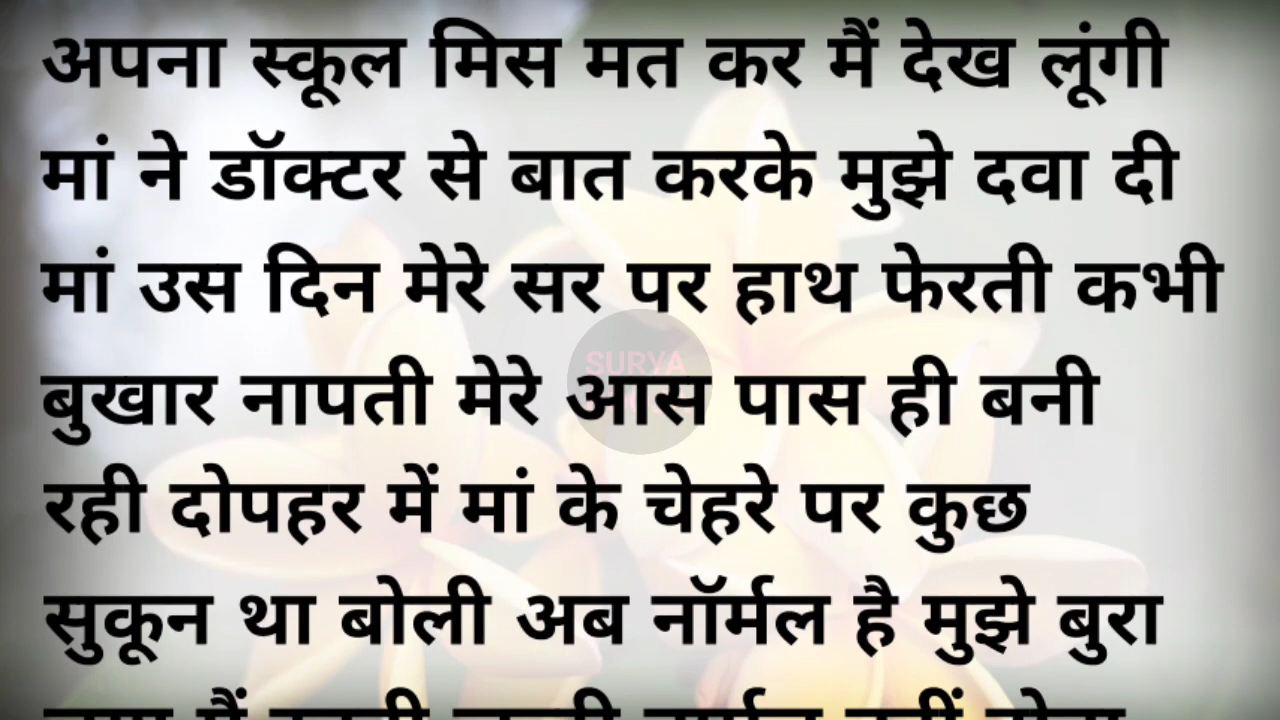 अपना स्कूल मिस मत कर मैं देख लूंगी
मां ने डॉक्टर से बात करके मुझे दवा दी
मां उस दिन मेरे सर पर हाथ फेरती कभी
बुखार नापती मेरे आस पास ही बनी
रही दोपहर में मां के चेहरे पर कुछ
सुकून था बोली अब नॉर्मल है मुझे बुरा
SURYA